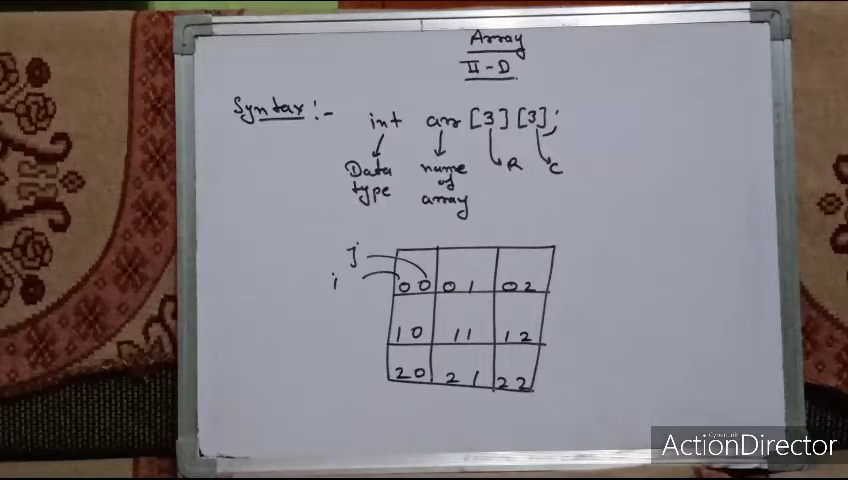 Array
II-D
Syntax:- int arr [3] [3];
R C
Data name
type of
array
j
i
00 01 02
10 11 12
20 21 22
CyberLink
ActionDirector